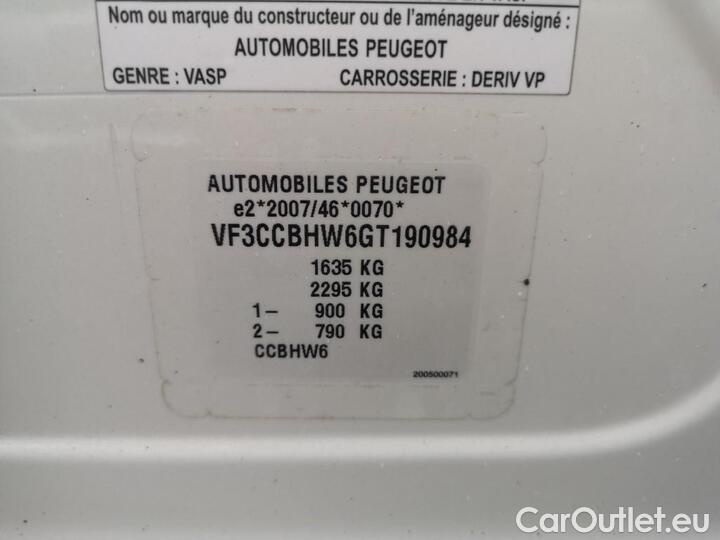 Nom ou marque du constructeur ou de l'aménageur désigné :
AUTOMOBILES PEUGEOT
GENRE : VASP CARROSSERIE : DERIV VP
AUTOMOBILES PEUGEOT
e2*2007/46*0070*
VF3CCBHW6GT190984
1635 KG
2295 KG
1- 900 KG
2- 790 KG
CCBHW6
200500071
CarOutlet.eu